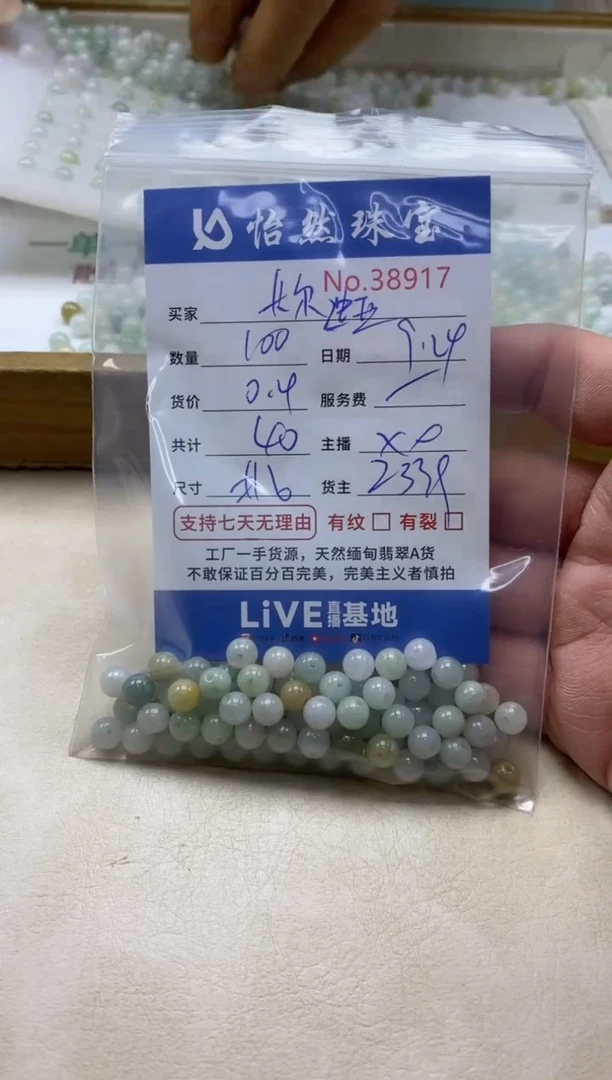 怡然珠宝
No.38917
买家
数量 100 日期 9.24
货价 0.4 服务费
共计 40 主播 XP
尺寸 货主 2339
支持七天无理由 有纹 有裂
工厂一手货源，天然缅甸翡翠A货
不敢保证百分百完美，完美主义者慎拍
LiVE直播基地